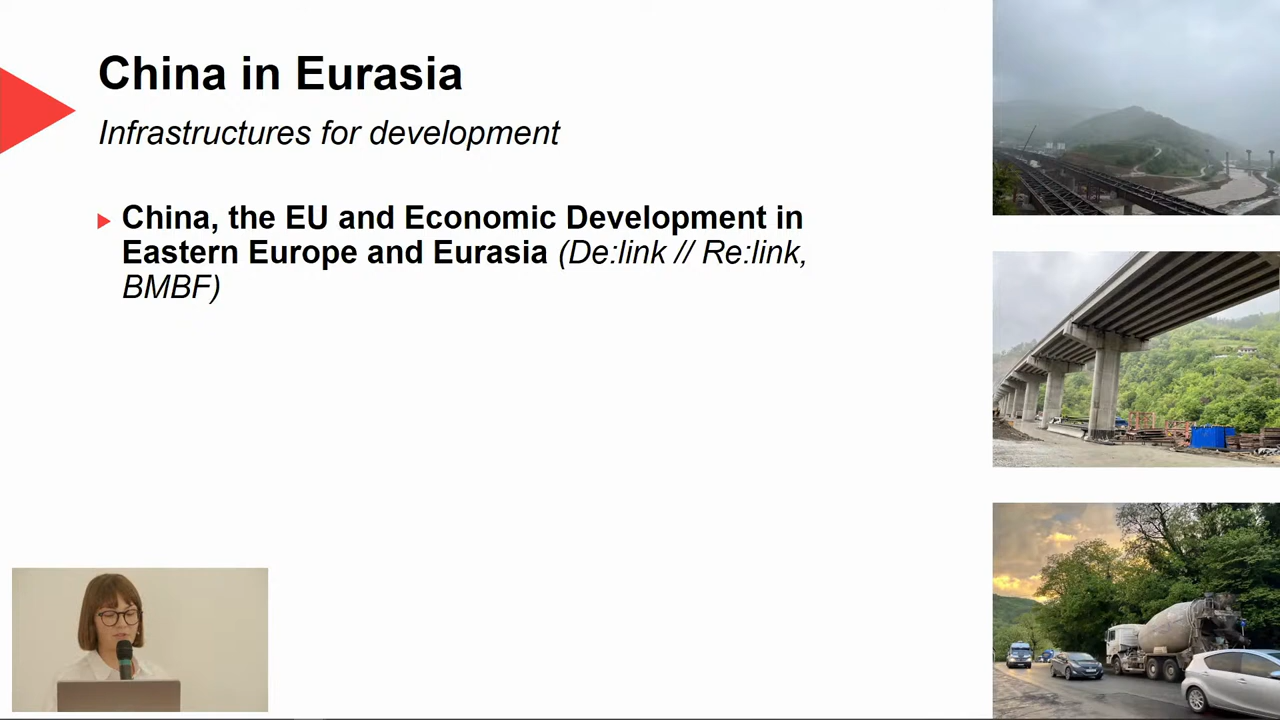 China in Eurasia
Infrastructures for development
China, the EU and Economic Development in
Eastern Europe and Eurasia (De:link // Re:link,
BMBF)